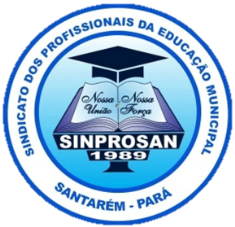 SINDICATO DOS PROFISSIONAIS DA EDUCAÇÃO MUNICIPAL
Nossa Nossa
União Força
SINPROSAN
1989
SANTARÉM - PARÁ